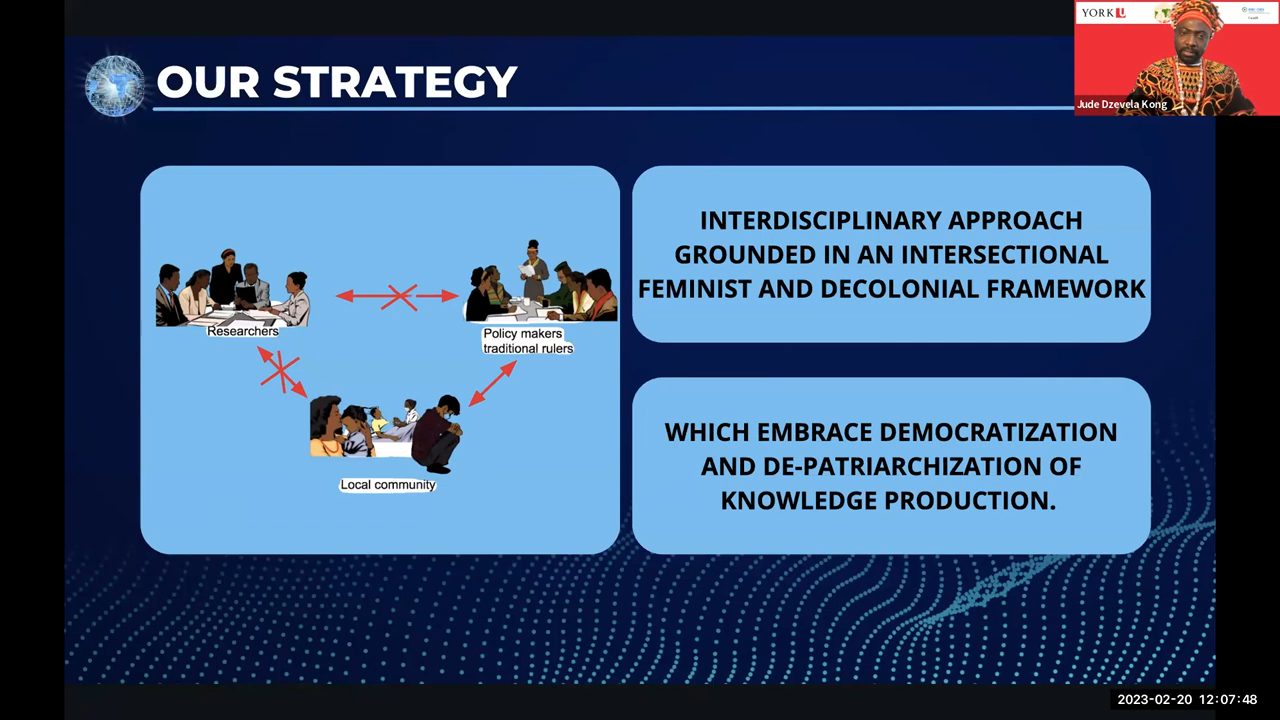 YORK U
OUR STRATEGY
Jude Dzevela Kong
INTERDISCIPLINARY APPROACH
GROUNDED IN AN INTERSECTIONAL
FEMINIST AND DECOLONIAL FRAMEWORK
Researchers
Policy makers
traditional rulers
Local community
WHICH EMBRACE DEMOCRATIZATION
AND DE-PATRIARCHIZATION OF
KNOWLEDGE PRODUCTION.
2023-02-20 12:07:48